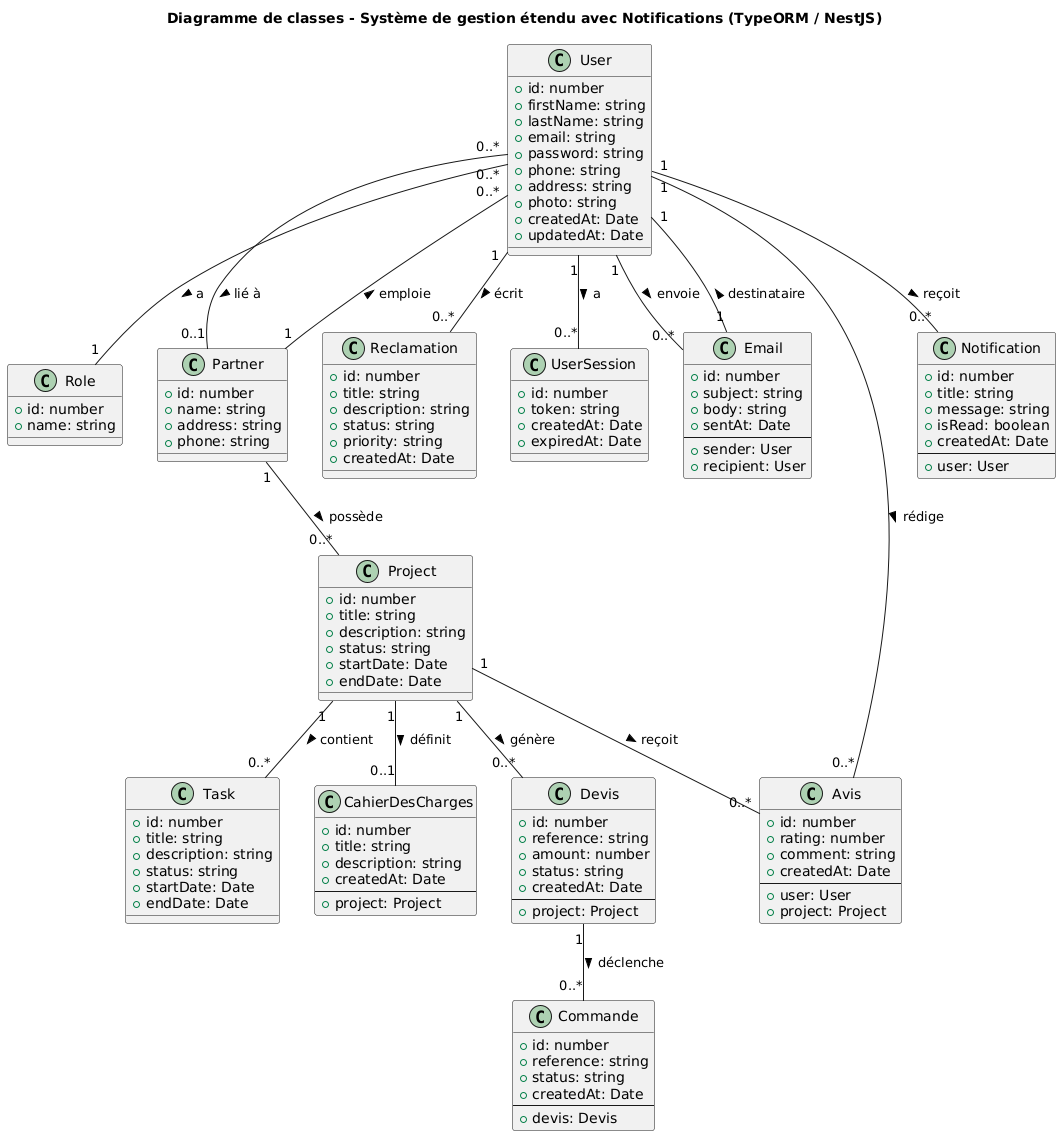 Diagramme de classes - Système de gestion étendu avec Notifications (TypeORM / NestJS)
C User
id: number
firstName: string
lastName: string
email: string
password: string
phone: string
address: string
photo: string
createdAt: Date
updatedAt: Date
0..*
0..*
0..*
1
1
1
1
1
1
a
lié à
emploie
écrit
a
envoie
destinataire
reçoit
1
0..1
1
0..*
0..*
0..*
1
0..*
C Role
id: number
name: string
C Partner
id: number
name: string
address: string
phone: string
C Reclamation
id: number
title: string
description: string
status: string
priority: string
createdAt: Date
C UserSession
id: number
token: string
createdAt: Date
expiredAt: Date
C Email
id: number
subject: string
body: string
sentAt: Date
sender: User
recipient: User
C Notification
id: number
title: string
message: string
isRead: boolean
createdAt: Date
user: User
1
possède
0..*
rédige
C Project
id: number
title: string
description: string
status: string
startDate: Date
endDate: Date
1
1
1
1
contient
définit
génère
reçoit
0..*
0..1
0..*
0..*
0..*
C Task
id: number
title: string
description: string
status: string
startDate: Date
endDate: Date
C CahierDesCharges
id: number
title: string
description: string
createdAt: Date
project: Project
C Devis
id: number
reference: string
amount: number
status: string
createdAt: Date
project: Project
C Avis
id: number
rating: number
comment: string
createdAt: Date
user: User
project: Project
1
déclenche
0..*
C Commande
id: number
reference: string
status: string
createdAt: Date
devis: Devis